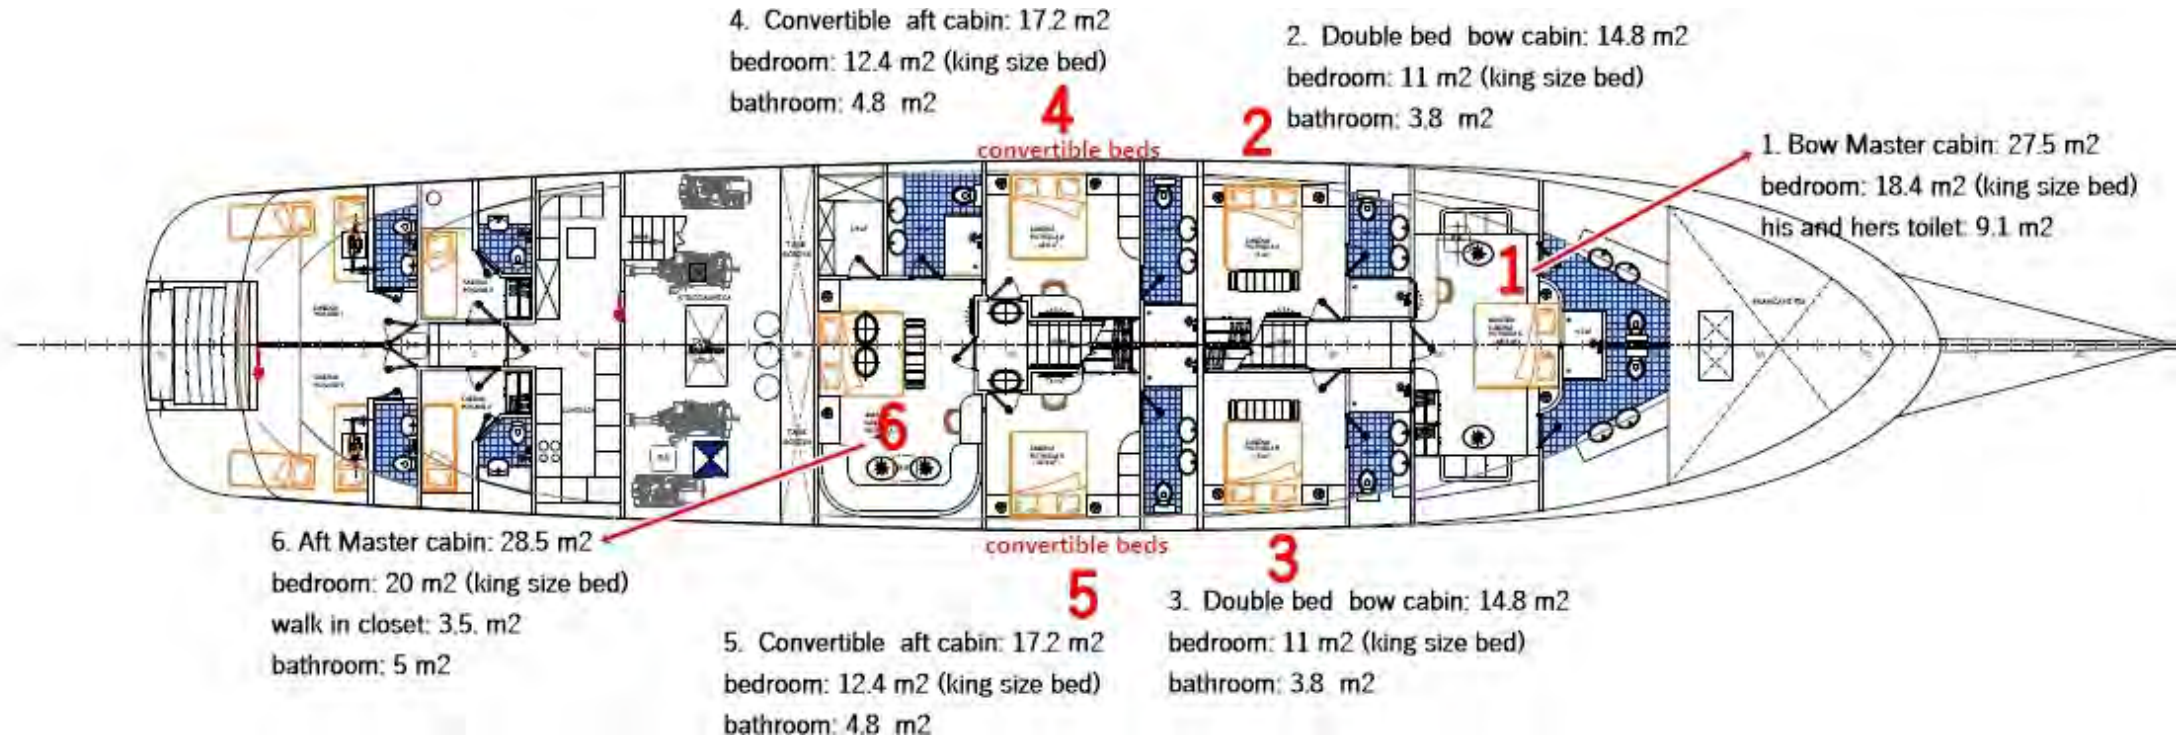 4. Convertible aft cabin: 17.2 m2
bedroom: 12.4 m2 (king size bed)
bathroom: 4.8 m2
4
convertible beds
2. Double bed bow cabin: 14.8 m2
bedroom: 11 m2 (king size bed)
bathroom: 3.8 m2
2
1. Bow Master cabin: 27.5 m2
bedroom: 18.4 m2 (king size bed)
his and hers toilet: 9.1 m2
1
6
6. Aft Master cabin: 28.5 m2
bedroom: 20 m2 (king size bed)
walk in closet: 3.5. m2
bathroom: 5 m2
convertible beds
5
5. Convertible aft cabin: 17.2 m2
bedroom: 12.4 m2 (king size bed)
bathroom: 4.8 m2
3
3. Double bed bow cabin: 14.8 m2
bedroom: 11 m2 (king size bed)
bathroom: 3.8 m2